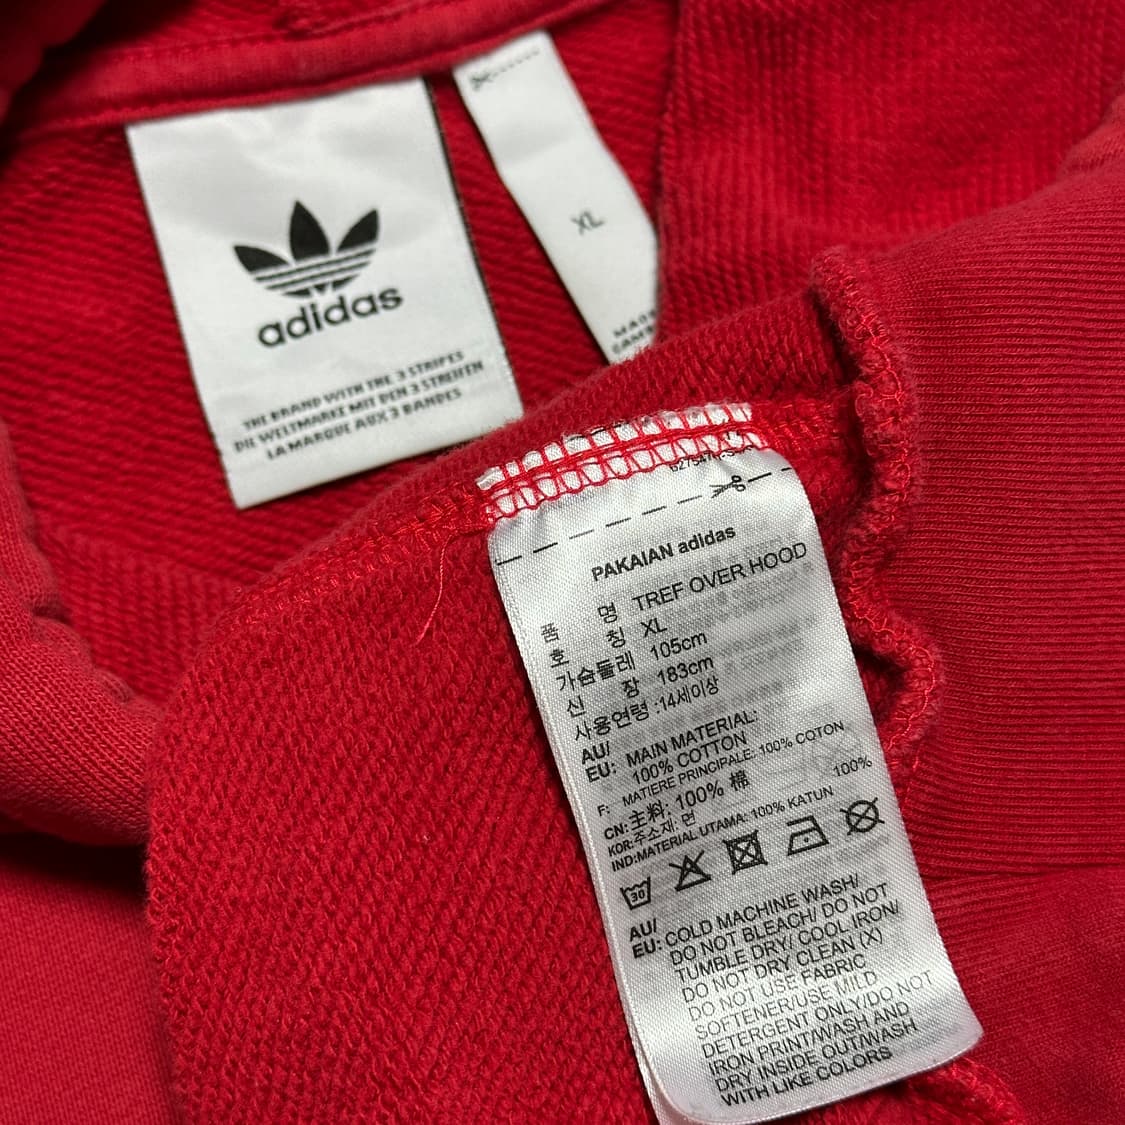 adidas
THE BRAND WITH THE 3 STRIPES
DIE WELTMARKE MIT DEN 3 STREIFEN
LA MARQUE AUX 3 BANDES
XL
MADE
PAKAIAN adidas
품 명 TREF OVER HOOD
호 칭 XL
가슴둘레 105cm
신 장 183cm
사용연령 :14세이상
AU/
EU: MAIN MATERIAL:
100% COTTON
F: MATIERE PRINCIPALE: 100% COTON
CN: 主料: 100% 棉
KOR: 주소재: 면 100%
IND: MATERIAL UTAMA: 100% KATUN
30
AU/
EU: COLD MACHINE WASH/
DO NOT BLEACH/ DO NOT
TUMBLE DRY/ COOL IRON/
DO NOT DRY CLEAN (X)
DO NOT USE FABRIC
SOFTENER/USE MILD
DETERGENT ONLY/DO NOT
IRON PRINT/WASH AND
DRY INSIDE OUT/WASH
WITH LIKE COLORS